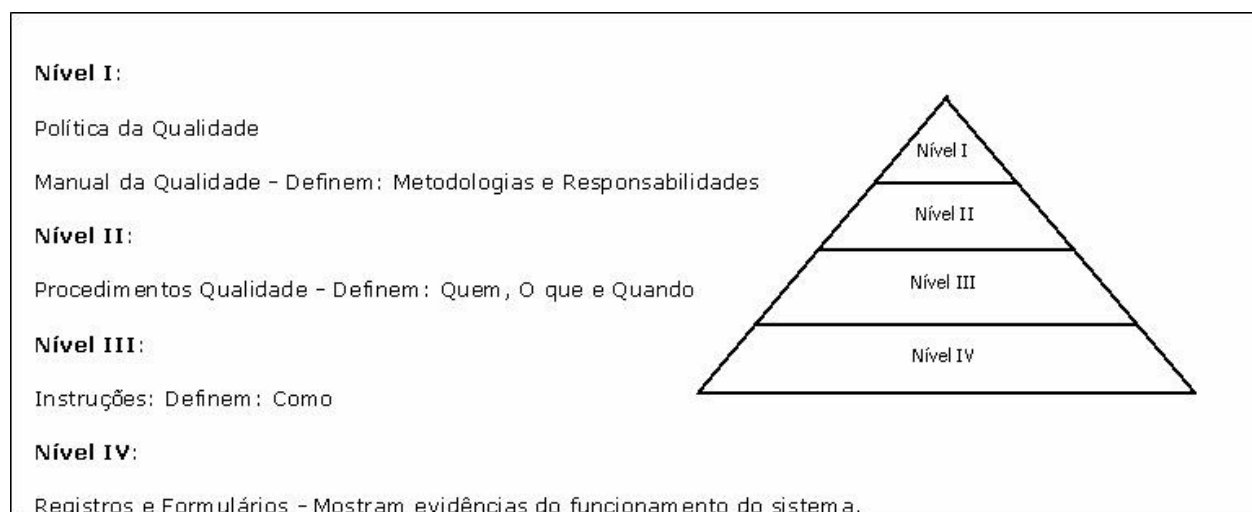 Nível I:
Política da Qualidade
Manual da Qualidade – Definem: Metodologias e Responsabilidades
Nível II:
Procedimentos Qualidade – Definem: Quem, O que e Quando
Nível III:
Instruções: Definem: Como
Nível IV:
Registros e Formulários – Mostram evidências do funcionamento do sistema.
Nível I
Nível II
Nível III
Nível IV